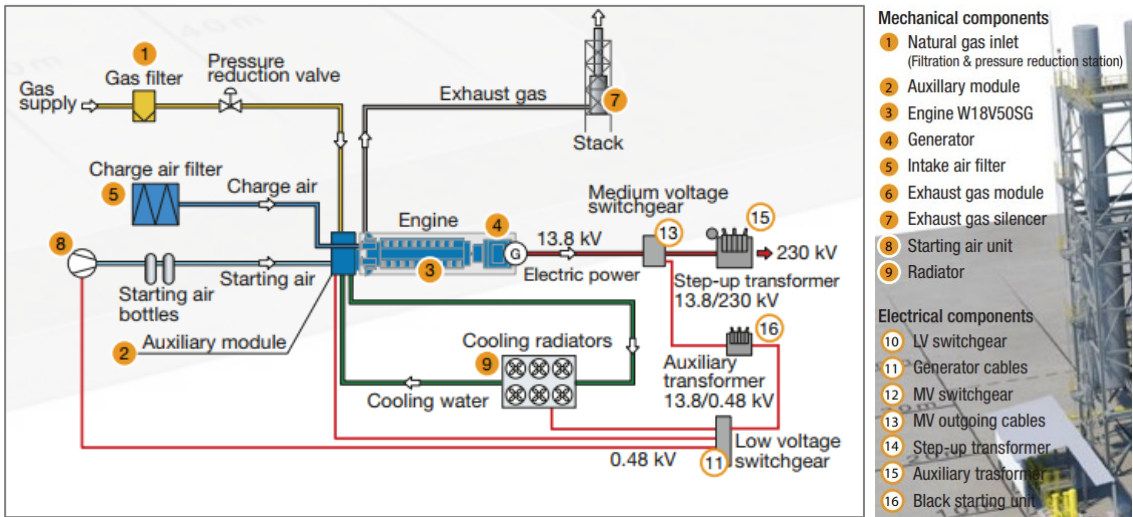 1
Gas filter
Pressure
reduction valve
Gas
supply
Exhaust gas
7
Stack
Charge air filter
5
Charge air
Medium voltage
switchgear
15
13
Engine
4
8
G
13.8 kV
230 kV
3
Electric power
Step-up transformer
13.8/230 kV
Starting air
Starting air
bottles
16
2
Auxiliary module
Cooling radiators
9
Auxiliary
transformer
13.8/0.48 kV
Cooling water
0.48 kV
11
Low voltage
switchgear
Mechanical components
1 Natural gas inlet
(Filtration & pressure reduction station)
2 Auxillary module
3 Engine W18V50SG
4 Generator
5 Intake air filter
6 Exhaust gas module
7 Exhaust gas silencer
8 Starting air unit
9 Radiator
Electrical components
10 LV switchgear
11 Generator cables
12 MV switchgear
13 MV outgoing cables
14 Step-up transformer
15 Auxiliary trasformer
16 Black starting unit